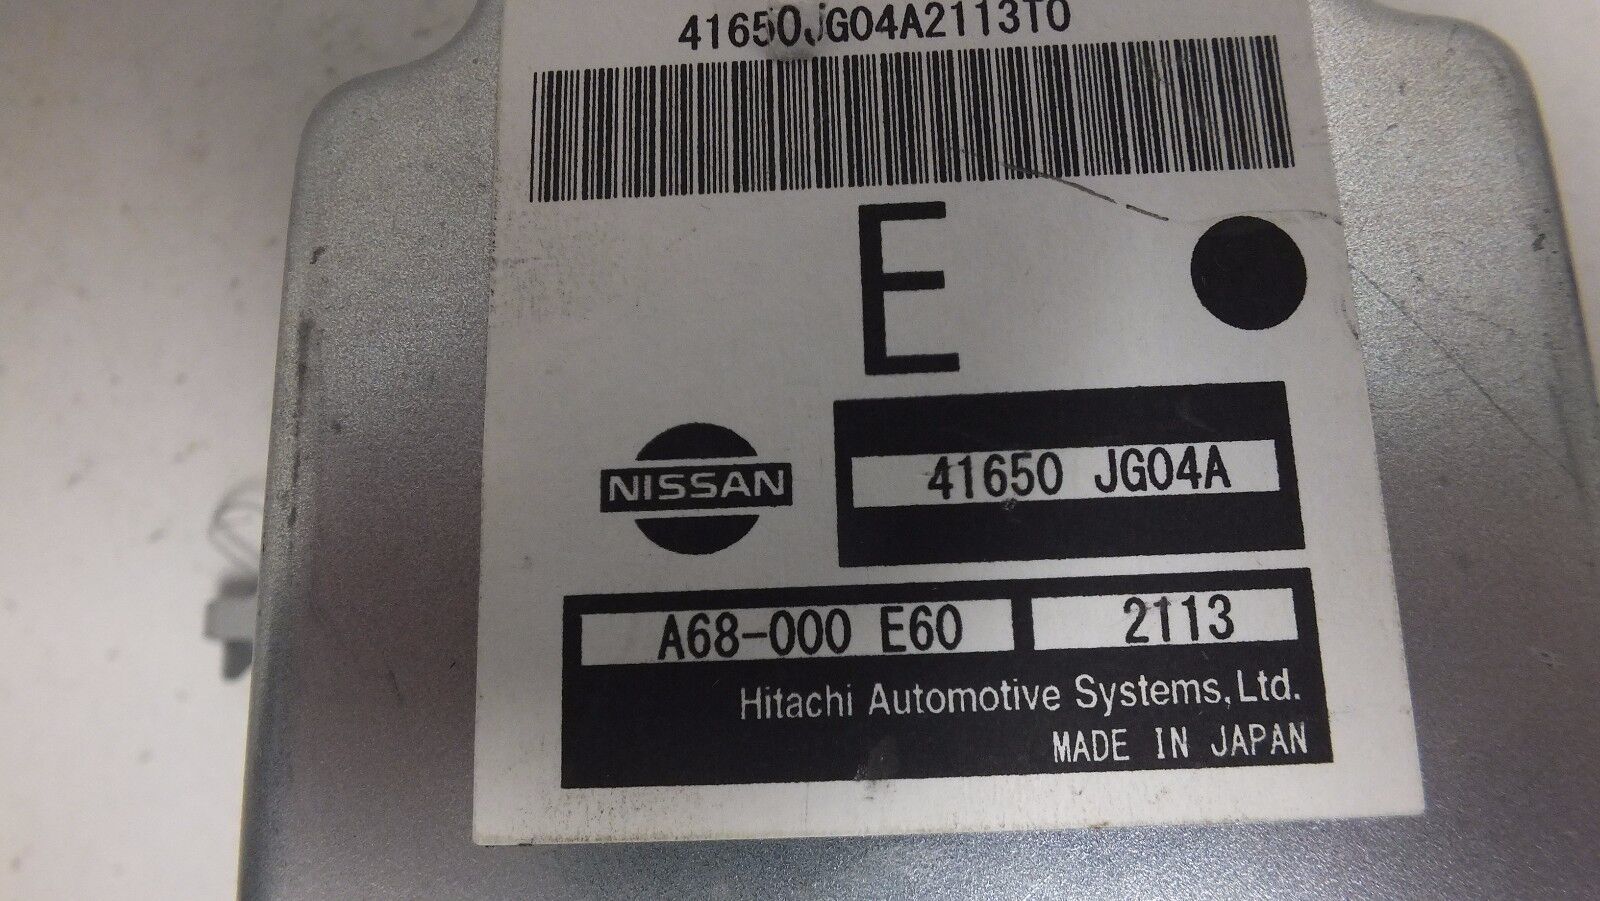 41650JG04A2113T0
E
NISSAN
41650 JG04A
A68-000 E60
2113
Hitachi Automotive Systems,Ltd.
MADE IN JAPAN